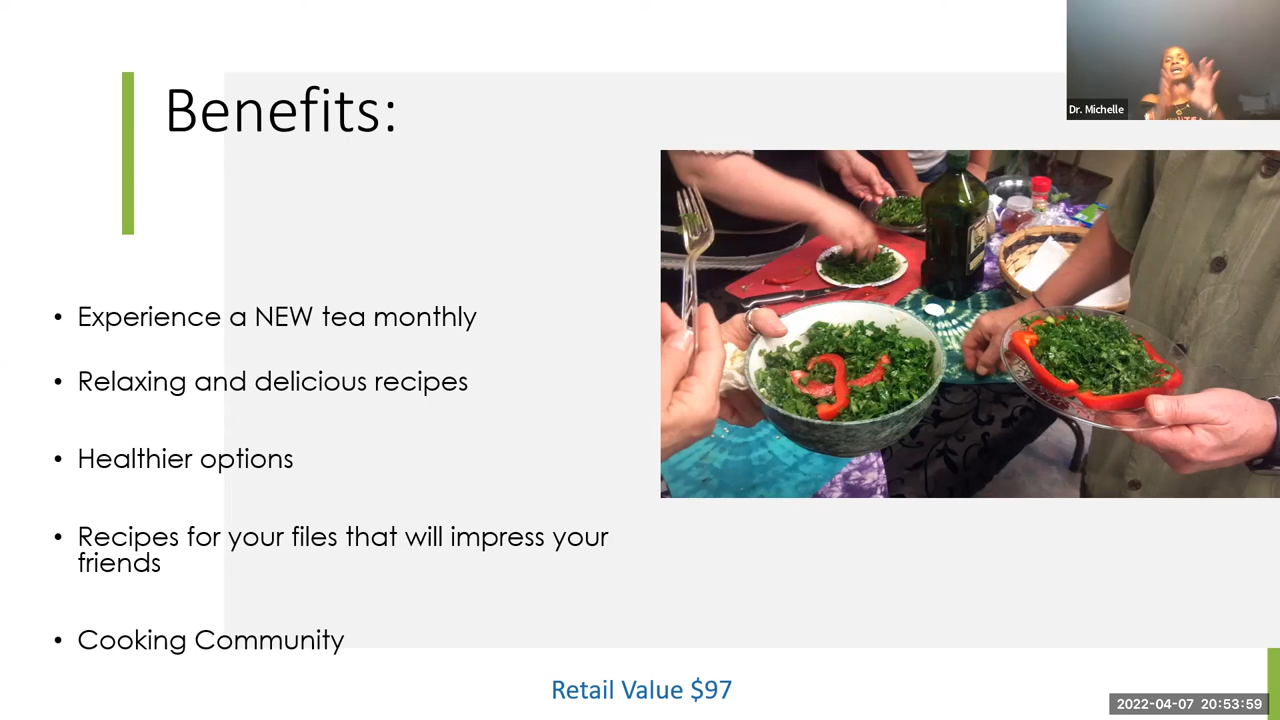 Benefits:
Dr. Michelle
• Experience a NEW tea monthly
• Relaxing and delicious recipes
• Healthier options
• Recipes for your files that will impress your
friends
• Cooking Community
Retail Value $97
2022-04-07 20:53:59